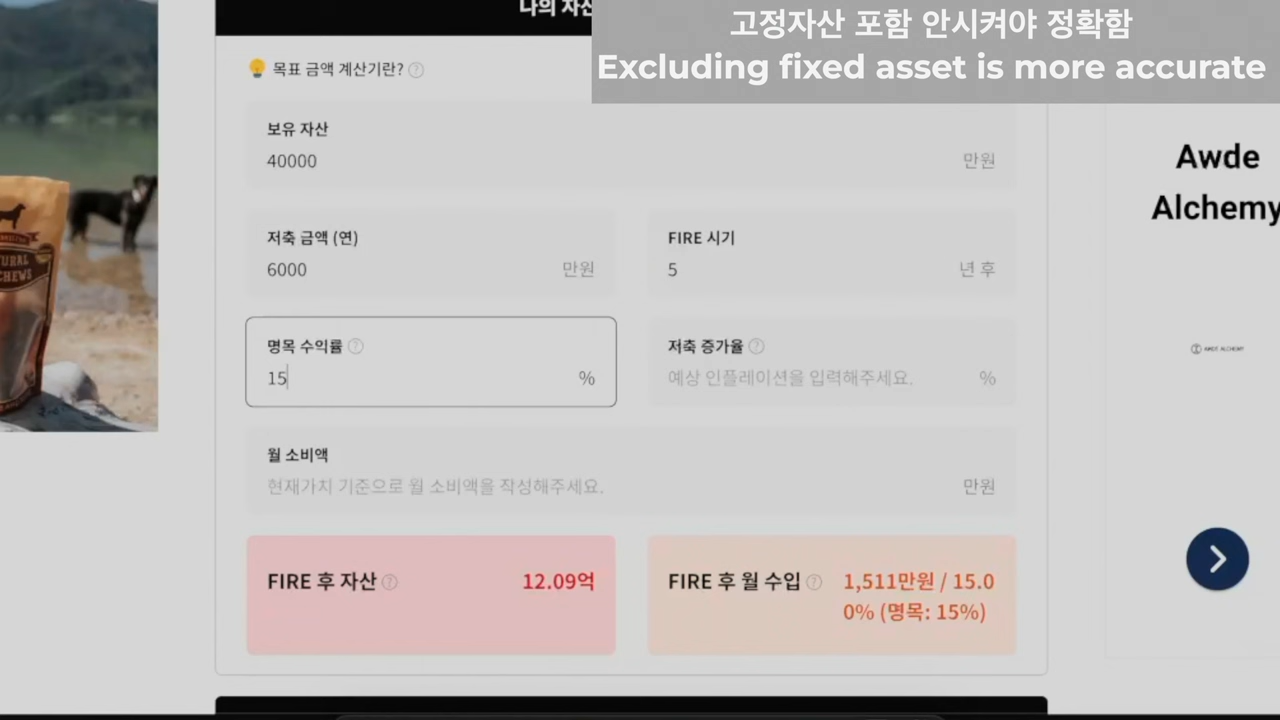 나의 자산
고정자산 포함 안시켜야 정확함
Excluding fixed asset is more accurate
목표 금액 계산기란?
보유 자산
40000 만원
저축 금액 (연)
6000 만원
FIRE 시기
5 년 후
명목 수익률
15 %
저축 증가율
예상 인플레이션을 입력해주세요. %
월 소비액
현재가치 기준으로 월 소비액을 작성해주세요. 만원
FIRE 후 자산 12.09억
FIRE 후 월 수입 1,511만원 / 15.0
0% (명목: 15%)
Awde
Alchemy
AWDE ALCHEMY